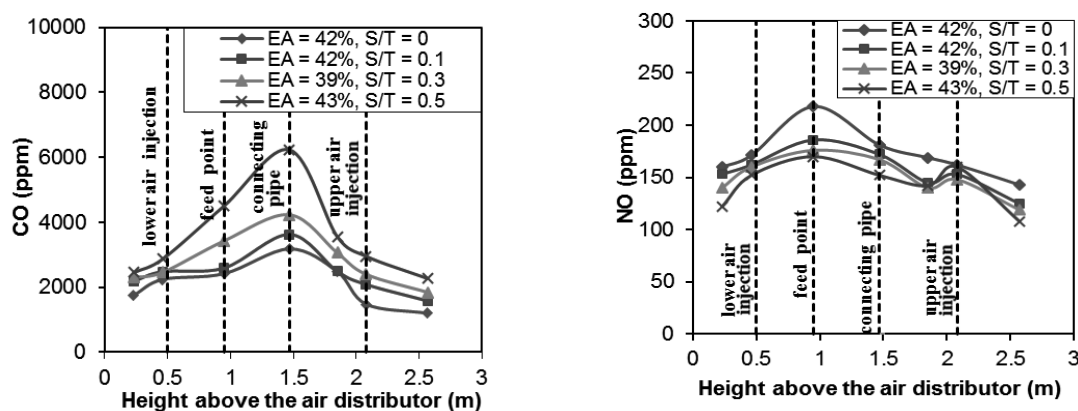 10000
8000
6000
4000
2000
0
CO (ppm)
EA = 42%, S/T = 0
EA = 42%, S/T = 0.1
EA = 39%, S/T = 0.3
EA = 43%, S/T = 0.5
lower air injection
feed point
connecting
pipe
upper air
injection
0 0.5 1 1.5 2 2.5 3
Height above the air distributor (m)
300
250
200
150
100
50
0
NO (ppm)
EA = 42%, S/T = 0
EA = 42%, S/T = 0.1
EA = 39%, S/T = 0.3
EA = 43%, S/T = 0.5
lower air
injection
feed point
connecting pipe
upper air
injection
0 0.5 1 1.5 2 2.5 3
Height above the air distributor (m)